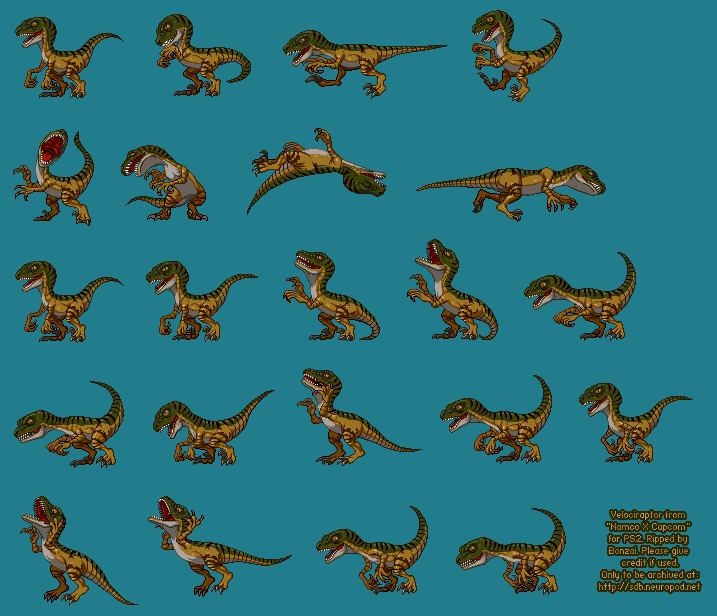 Velociraptor from
"Namco X Capcom"
for PS2. Ripped by
Bonzai. Please give
credit if used.
Only to be archived at:
http://sdb.neuropod.net